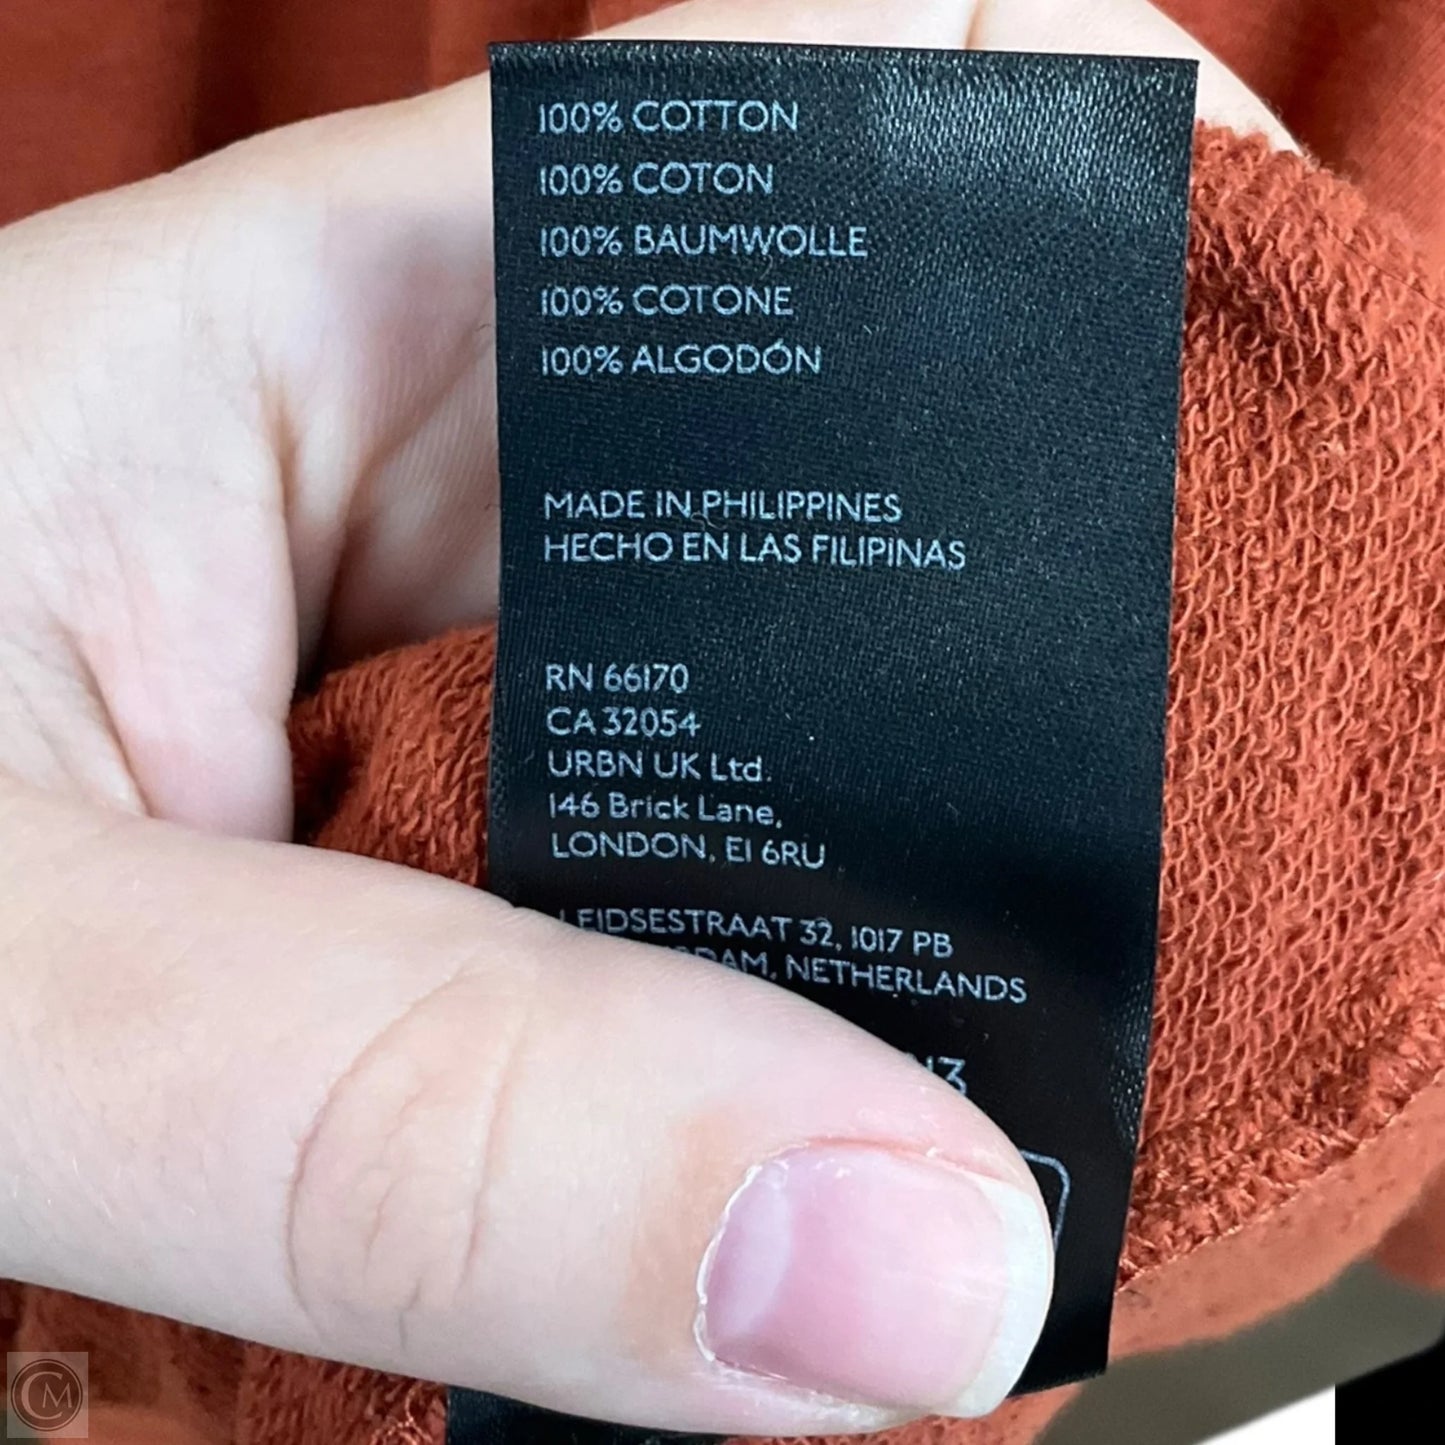 100% COTTON
100% COTON
100% BAUMWOLLE
100% COTONE
100% ALGODÓN
MADE IN PHILIPPINES
HECHO EN LAS FILIPINAS
RN 66170
CA 32054
URBN UK Ltd.
146 Brick Lane,
LONDON, E1 6RU
LEIDSESTRAAT 32, 1017 PB
NETHERLANDS
CM